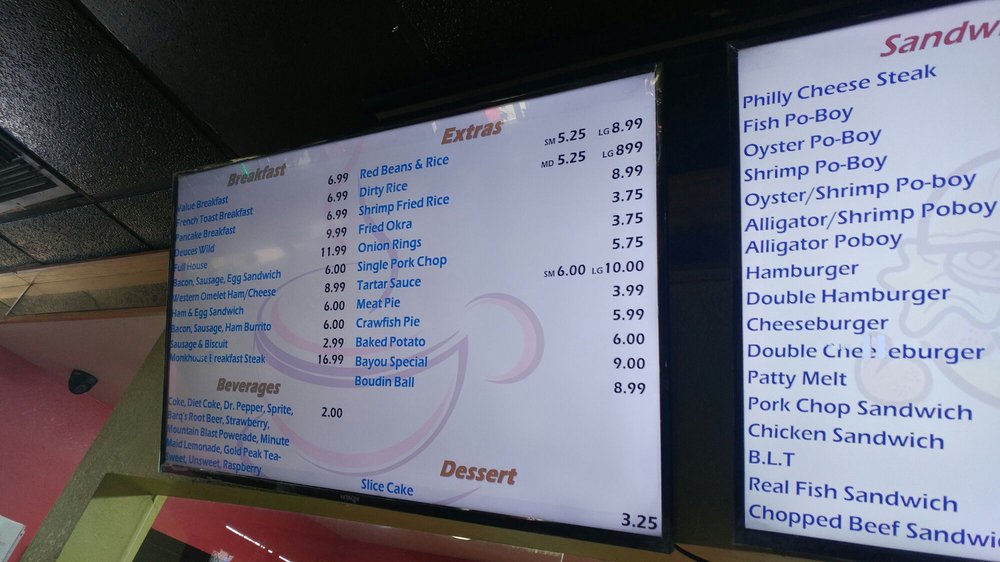 Breakfast
Value Breakfast 6.99
French Toast Breakfast 6.99
Pancake Breakfast 6.99
Deuces Wild 9.99
Full House 11.99
Bacon, Sausage, Egg Sandwich 6.00
Western Omelet Ham/Cheese 8.99
Ham & Egg Sandwich 6.00
Bacon, Sausage, Ham Burrito 6.00
Sausage & Biscuit 2.99
Monkhouse Breakfast Steak 16.99
Beverages
Coke, Diet Coke, Dr. Pepper, Sprite, 2.00
Barq's Root Beer, Strawberry,
Mountain Blast Powerade, Minute
Maid Lemonade, Gold Peak Tea-
Sweet, Unsweet, Raspberry
Extras
Red Beans & Rice SM 5.25 LG 8.99
Dirty Rice MD 5.25 LG 899
Shrimp Fried Rice 8.99
Fried Okra 3.75
Onion Rings 3.75
Single Pork Chop 5.75
Tartar Sauce SM 6.00 LG 10.00
Meat Pie 3.99
Crawfish Pie 5.99
Baked Potato 6.00
Bayou Special 9.00
Boudin Ball 8.99
Dessert
Slice Cake 3.25
HITACHI
Sandwi
Philly Cheese Steak
Fish Po-Boy
Oyster Po-Boy
Shrimp Po-Boy
Oyster/Shrimp Po-boy
Alligator/Shrimp Poboy
Alligator Poboy
Hamburger
Double Hamburger
Cheeseburger
Double Cheeseburger
Patty Melt
Pork Chop Sandwich
Chicken Sandwich
B.L.T
Real Fish Sandwich
Chopped Beef Sandwi